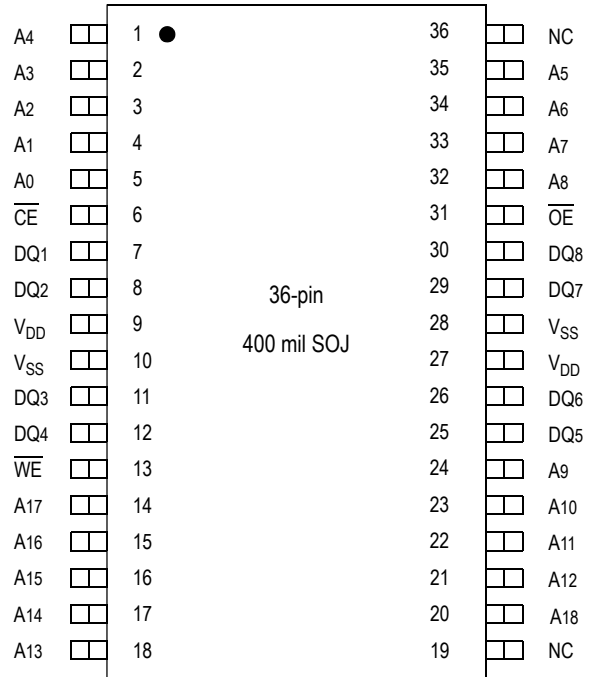 A4 1 36 NC
A3 2 35 A5
A2 3 34 A6
A1 4 33 A7
A0 5 32 A8
C̅E̅ 6 31 O̅E̅
DQ1 7 30 DQ8
DQ2 8 29 DQ7
36-pin
VDD 9 28 VSS
400 mil SOJ
VSS 10 27 VDD
DQ3 11 26 DQ6
DQ4 12 25 DQ5
W̅E̅ 13 24 A9
A17 14 23 A10
A16 15 22 A11
A15 16 21 A12
A14 17 20 A18
A13 18 19 NC